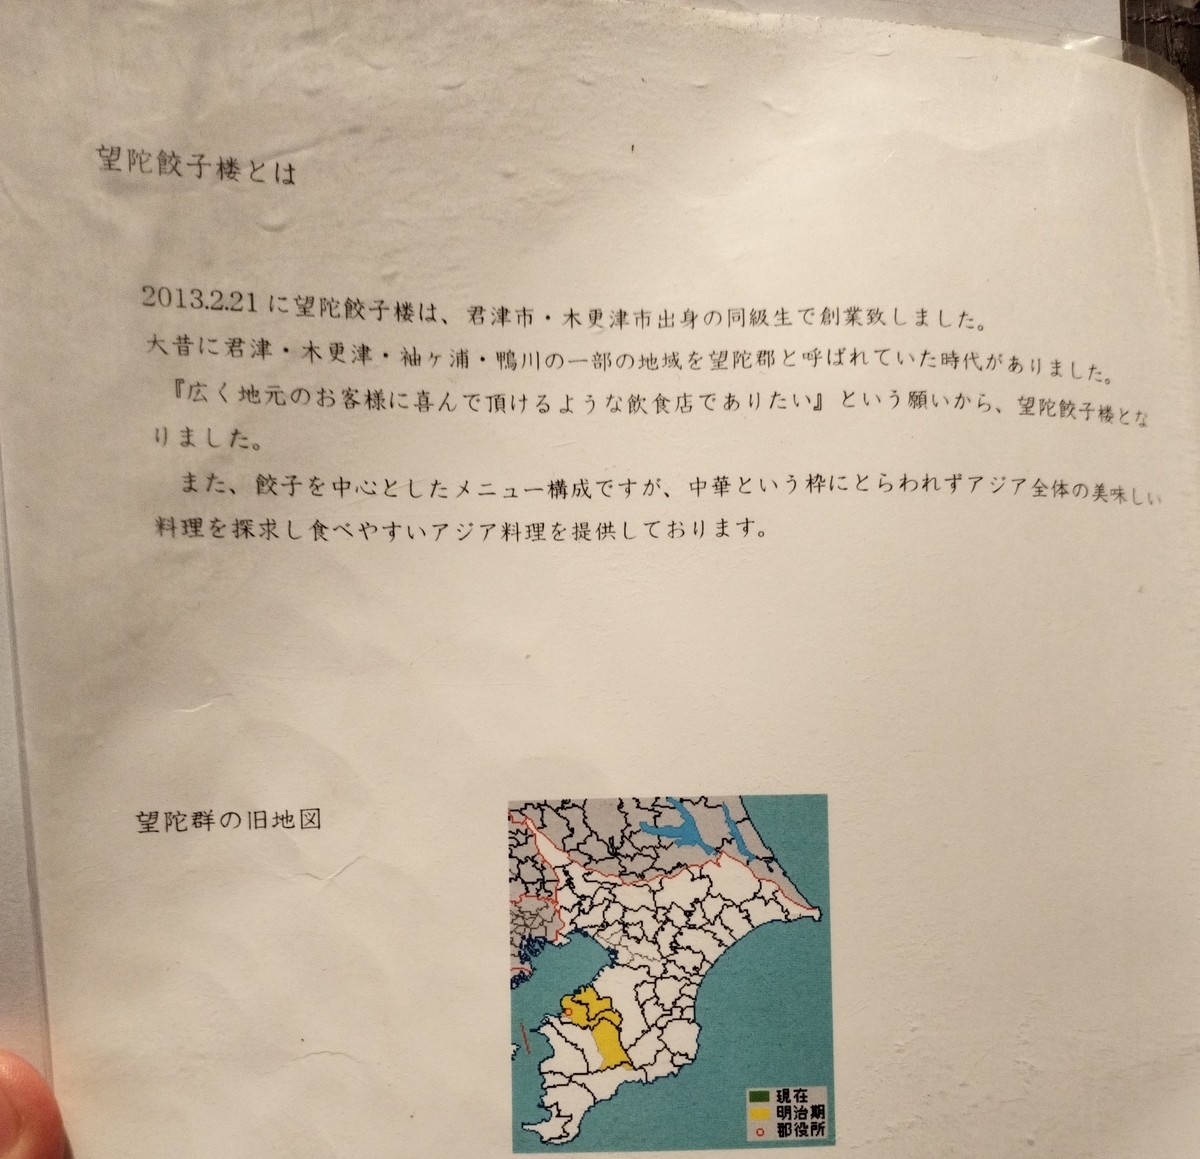 望陀餃子楼とは
2013.2.21 に望陀餃子楼は、君津市・木更津市出身の同級生で創業致しました。
大昔に君津・木更津・袖ヶ浦・鴨川の一部の地域を望陀郡と呼ばれていた時代がありました。
『広く地元のお客様に喜んで頂けるような飲食店でありたい』という願いから、望陀餃子楼とな
りました。
また、餃子を中心としたメニュー構成ですが、中華という枠にとらわれずアジア全体の美味しい
料理を探求し食べやすいアジア料理を提供しております。
望陀群の旧地図
現在
明治期
郡役所